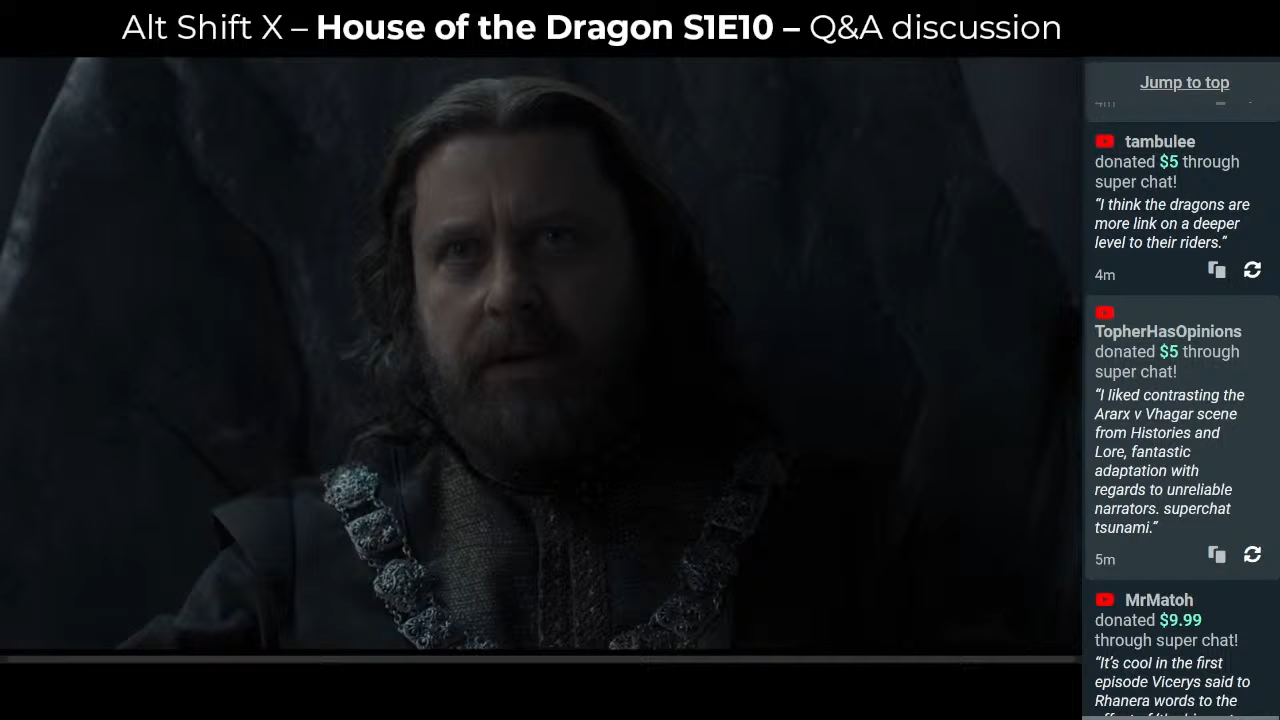 Alt Shift X – House of the Dragon S1E10 – Q&A discussion
Jump to top
tambulee
donated $5 through
super chat!
“I think the dragons are
more link on a deeper
level to their riders.”
4m
TopherHasOpinions
donated $5 through
super chat!
“I liked contrasting the
Ararx v Vhagar scene
from Histories and
Lore, fantastic
adaptation with
regards to unreliable
narrators. superchat
tsunami.”
5m
MrMatoh
donated $9.99
through super chat!
“It’s cool in the first
episode Vicerys said to
Rhanera words to the